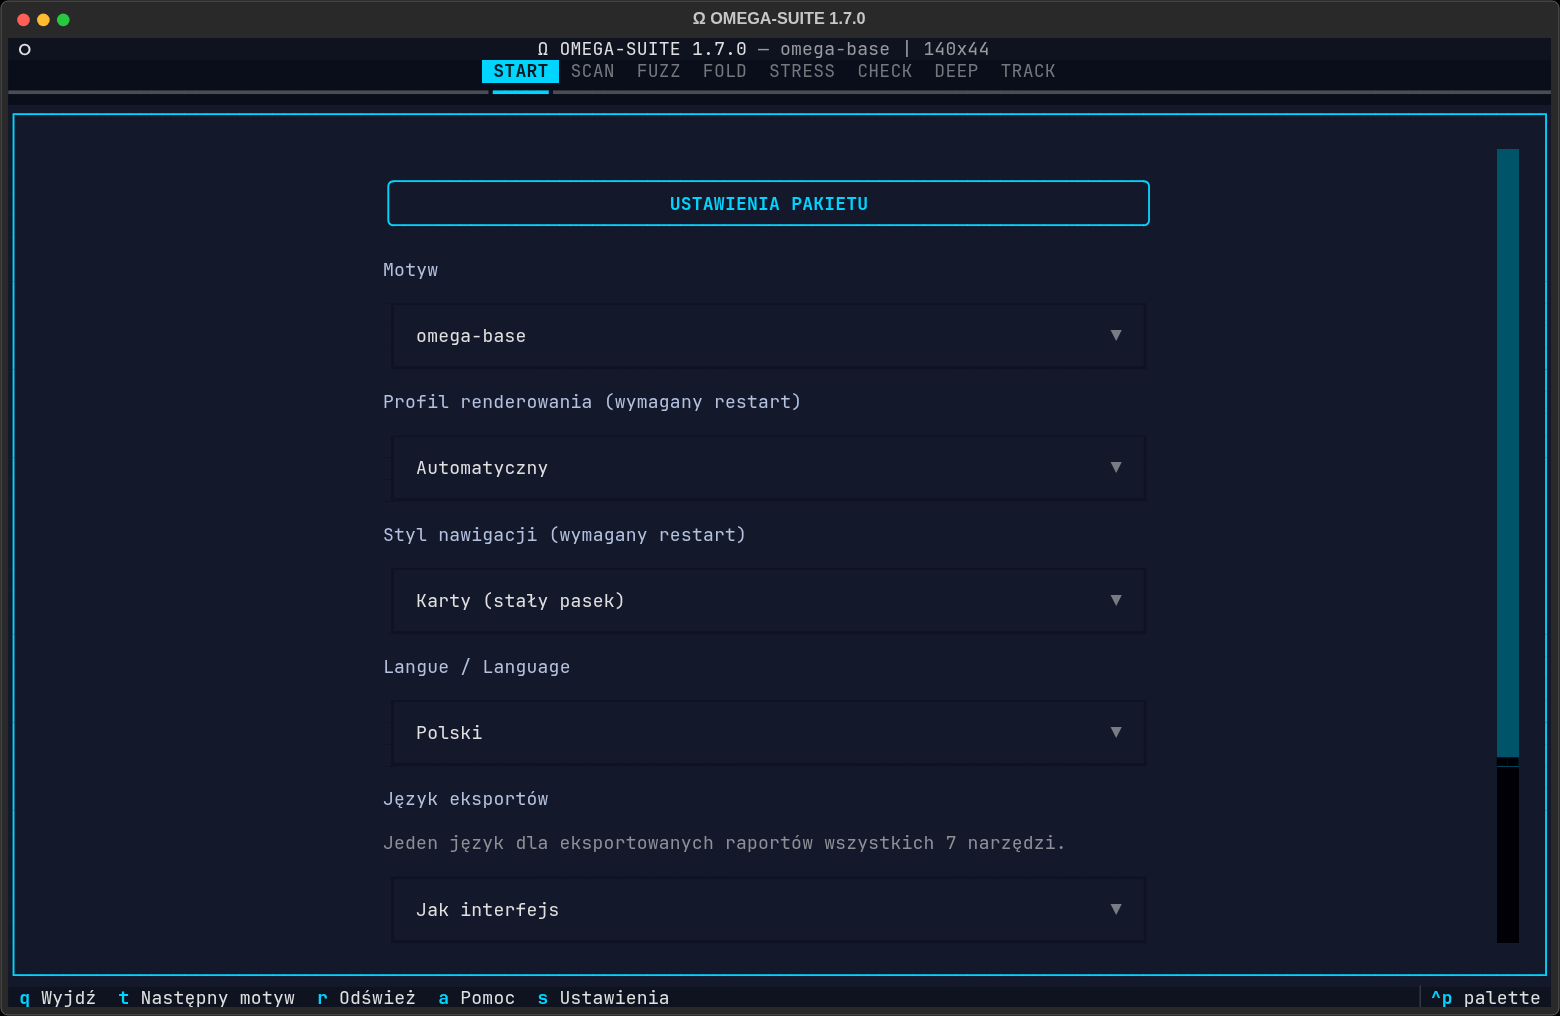 Ω OMEGA-SUITE 1.7.0
Ω OMEGA-SUITE 1.7.0 — omega-base | 140x44
START SCAN FUZZ FOLD STRESS CHECK DEEP TRACK
USTAWIENIA PAKIETU
Motyw
omega-base ▼
Profil renderowania (wymagany restart)
Automatyczny ▼
Styl nawigacji (wymagany restart)
Karty (stały pasek) ▼
Langue / Language
Polski ▼
Język eksportów
Jeden język dla eksportowanych raportów wszystkich 7 narzędzi.
Jak interfejs ▼
q Wyjdź t Następny motyw r Odśwież a Pomoc s Ustawienia ^p palette